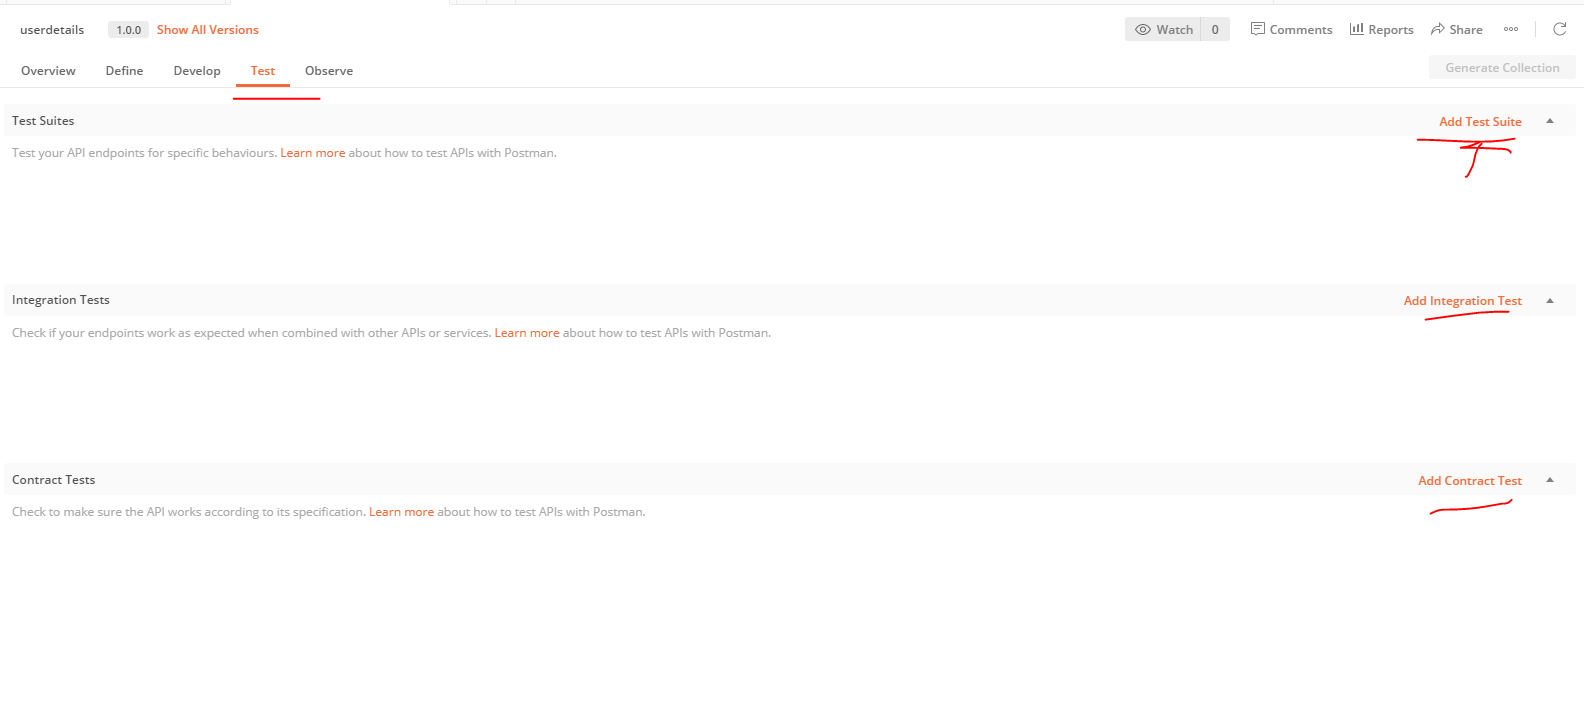 userdetails 1.0.0 Show All Versions Watch 0 Comments Reports Share
Overview Define Develop Test Observe Generate Collection
Test Suites Add Test Suite
Test your API endpoints for specific behaviours. Learn more about how to test APIs with Postman.
Integration Tests Add Integration Test
Check if your endpoints work as expected when combined with other APIs or services. Learn more about how to test APIs with Postman.
Contract Tests Add Contract Test
Check to make sure the API works according to its specification. Learn more about how to test APIs with Postman.